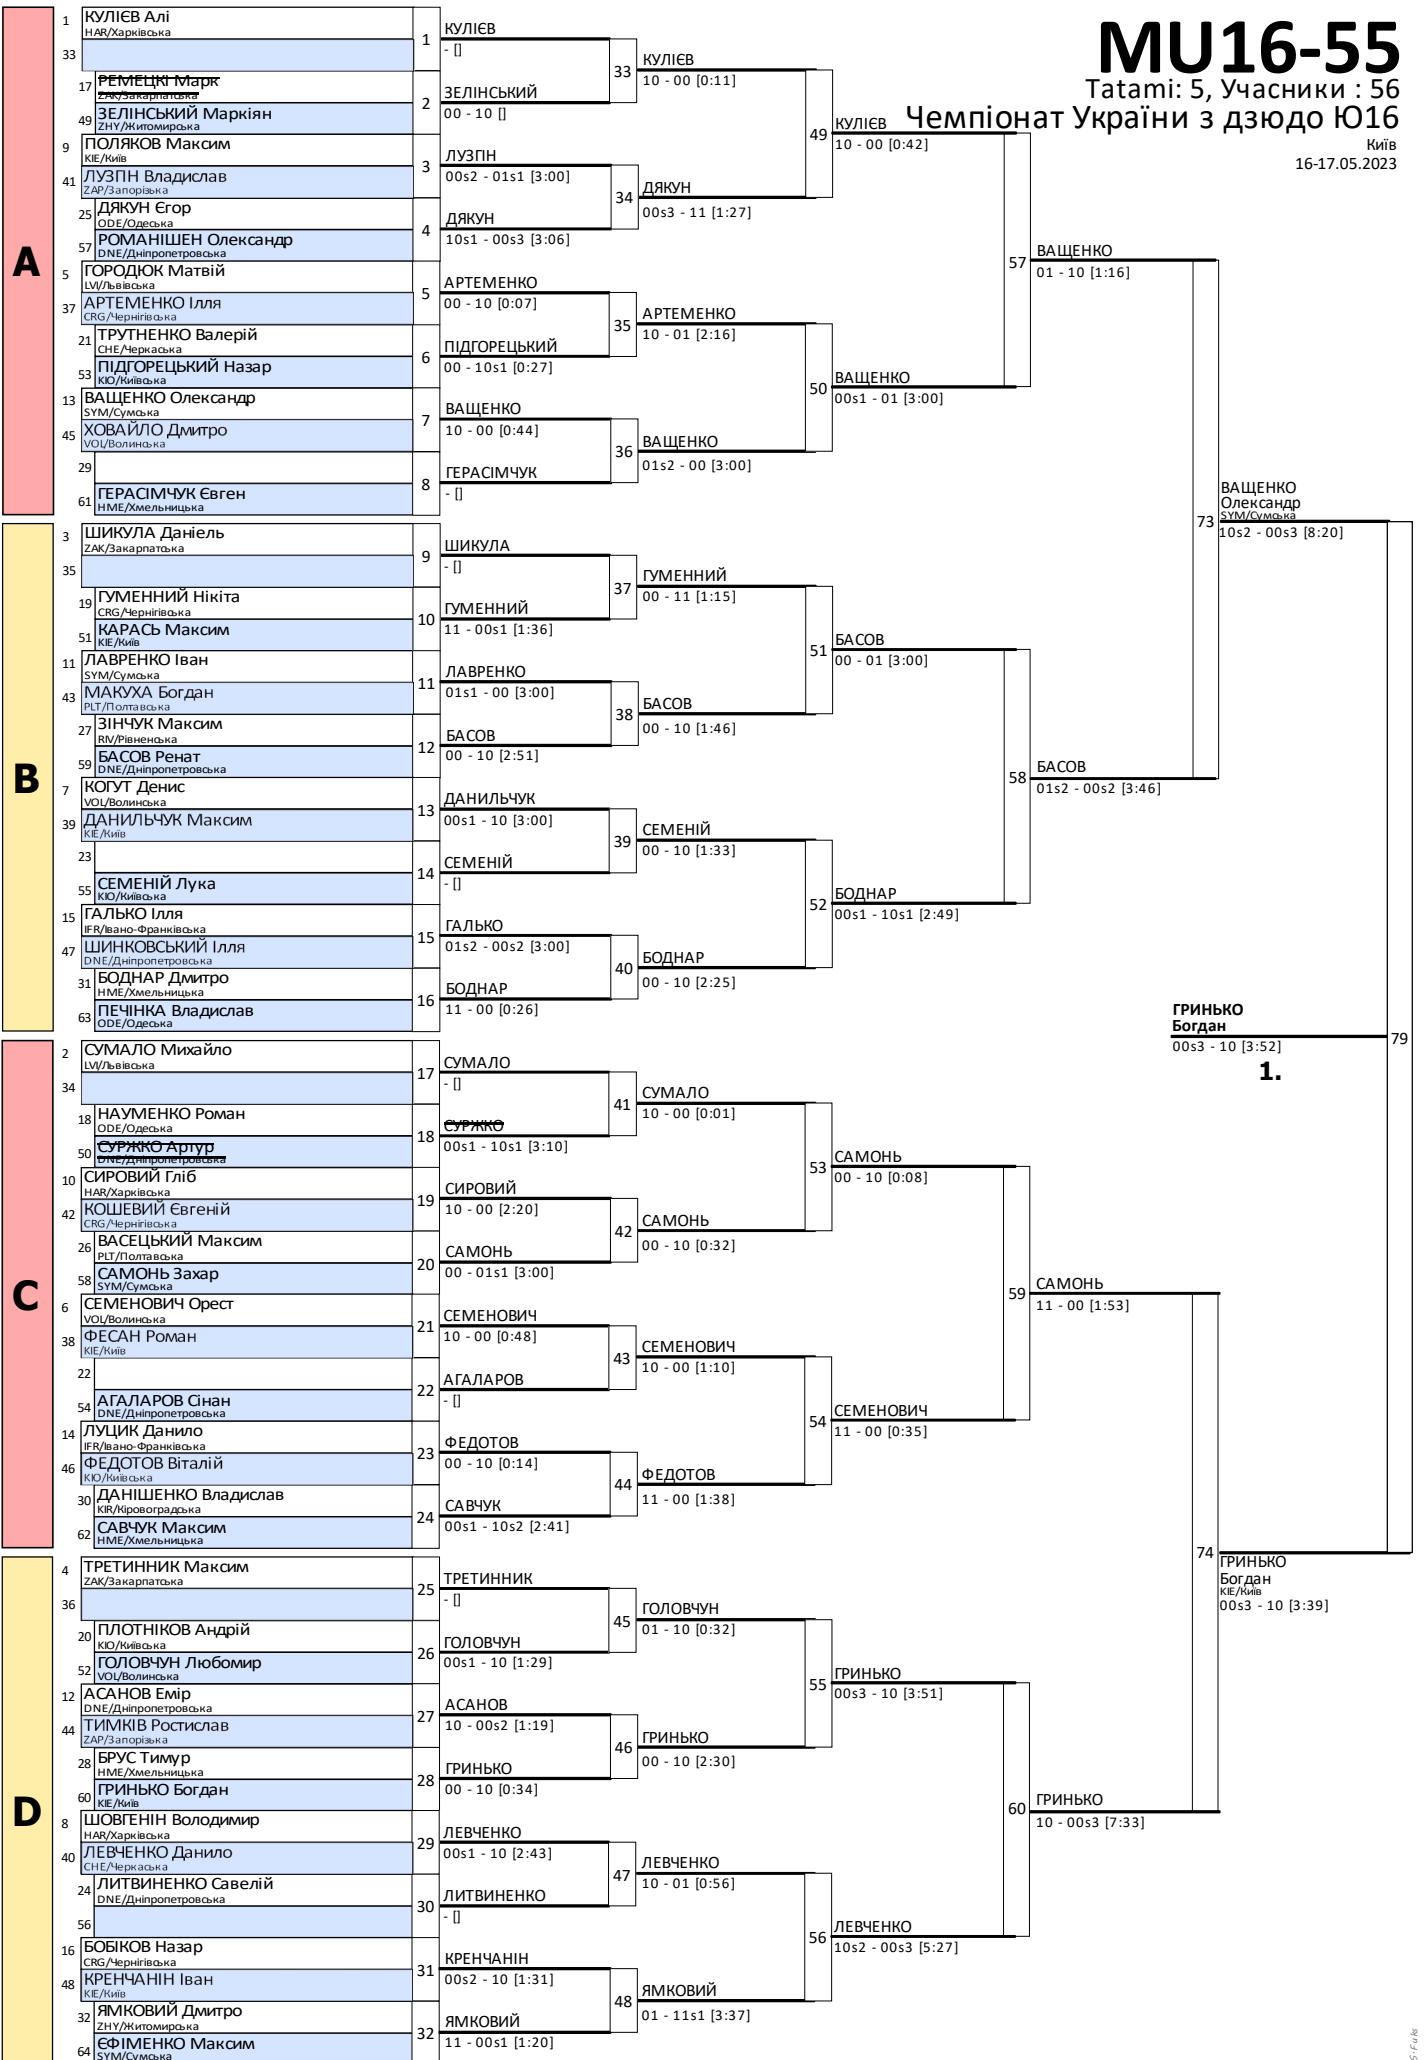 MU16-55
Tatami: 5, Учасники : 56
Чемпіонат України з дзюдо Ю16
Київ
16-17.05.2023
A
1 КУЛІЄВ Алі
HAR/Харківська
33
17 РЕМЕЦКІ Марк
ZAK/Закарпатська
49 ЗЕЛІНСЬКИЙ Маркіян
ZHY/Житомирська
9 ПОЛЯКОВ Максим
KIE/Київ
41 ЛУЗГІН Владислав
ZAP/Запорізька
25 ДЯКУН Єгор
ODE/Одеська
57 РОМАНІШЕН Олександр
DNE/Дніпропетровська
5 ГОРОДЮК Матвій
LVI/Львівська
37 АРТЕМЕНКО Ілля
CRG/Чернігівська
21 ТРУТНЕНКО Валерій
CHE/Черкаська
53 ПІДГОРЕЦЬКИЙ Назар
KIO/Київська
13 ВАЩЕНКО Олександр
SYM/Сумська
45 ХОВАЙЛО Дмитро
VOL/Волинська
29
61 ГЕРАСІМЧУК Євген
HME/Хмельницька
1 КУЛІЄВ
- []
2 ЗЕЛІНСЬКИЙ
00 - 10 []
3 ЛУЗГІН
00s2 - 01s1 [3:00]
4 ДЯКУН
10s1 - 00s3 [3:06]
5 АРТЕМЕНКО
00 - 10 [0:07]
6 ПІДГОРЕЦЬКИЙ
00 - 10s1 [0:27]
7 ВАЩЕНКО
10 - 00 [0:44]
8 ГЕРАСІМЧУК
- []
33 КУЛІЄВ
10 - 00 [0:11]
34 ДЯКУН
00s3 - 11 [1:27]
35 АРТЕМЕНКО
10 - 01 [2:16]
36 ВАЩЕНКО
01s2 - 00 [3:00]
49 КУЛІЄВ
10 - 00 [0:42]
50 ВАЩЕНКО
00s1 - 01 [3:00]
57 ВАЩЕНКО
01 - 10 [1:16]
B
3 ШИКУЛА Даніель
ZAK/Закарпатська
35
19 ГУМЕННИЙ Нікіта
CRG/Чернігівська
51 КАРАСЬ Максим
KIE/Київ
11 ЛАВРЕНКО Іван
SYM/Сумська
43 МАКУХА Богдан
PLT/Полтавська
27 ЗІНЧУК Максим
RIV/Рівненська
59 БАСОВ Ренат
DNE/Дніпропетровська
7 КОГУТ Денис
VOL/Волинська
39 ДАНИЛЬЧУК Максим
KIE/Київ
23
55 СЕМЕНІЙ Лука
KIO/Київська
15 ГАЛЬКО Ілля
IFR/Івано-Франківська
47 ШИНКОВСЬКИЙ Ілля
DNE/Дніпропетровська
31 БОДНАР Дмитро
HME/Хмельницька
63 ПЕЧІНКА Владислав
ODE/Одеська
9 ШИКУЛА
- []
10 ГУМЕННИЙ
11 - 00s1 [1:36]
11 ЛАВРЕНКО
01s1 - 00 [3:00]
12 БАСОВ
00 - 10 [2:51]
13 ДАНИЛЬЧУК
00s1 - 10 [3:00]
14 СЕМЕНІЙ
- []
15 ГАЛЬКО
01s2 - 00s2 [3:00]
16 БОДНАР
11 - 00 [0:26]
37 ГУМЕННИЙ
00 - 11 [1:15]
38 БАСОВ
00 - 10 [1:46]
39 СЕМЕНІЙ
00 - 10 [1:33]
40 БОДНАР
00 - 10 [2:25]
51 БАСОВ
00 - 01 [3:00]
52 БОДНАР
00s1 - 10s1 [2:49]
58 БАСОВ
01s2 - 00s2 [3:46]
73 ВАЩЕНКО
Олександр
SYM/Сумська
10s2 - 00s3 [8:20]
ГРИНЬКО
Богдан
79
00s3 - 10 [3:52]
1.
C
2 СУМАЛО Михайло
LVI/Львівська
34
18 НАУМЕНКО Роман
ODE/Одеська
50 СУРЖКО Артур
DNE/Дніпропетровська
10 СИРОВИЙ Гліб
HAR/Харківська
42 КОШЕВИЙ Євгеній
CRG/Чернігівська
26 ВАСЕЦЬКИЙ Максим
PLT/Полтавська
58 САМОНЬ Захар
SYM/Сумська
6 СЕМЕНОВИЧ Орест
VOL/Волинська
38 ФЕСАН Роман
KIE/Київ
22
54 АГАЛАРОВ Сінан
DNE/Дніпропетровська
14 ЛУЦИК Данило
IFR/Івано-Франківська
46 ФЕДОТОВ Віталій
KIO/Київська
30 ДАНІШЕНКО Владислав
KIR/Кіровоградська
62 САВЧУК Максим
HME/Хмельницька
17 СУМАЛО
- []
18 СУРЖКО
00s1 - 10s1 [3:10]
19 СИРОВИЙ
10 - 00 [2:20]
20 САМОНЬ
00 - 01s1 [3:00]
21 СЕМЕНОВИЧ
10 - 00 [0:48]
22 АГАЛАРОВ
- []
23 ФЕДОТОВ
00 - 10 [0:14]
24 САВЧУК
00s1 - 10s2 [2:41]
41 СУМАЛО
10 - 00 [0:01]
42 САМОНЬ
00 - 10 [0:32]
43 СЕМЕНОВИЧ
10 - 00 [1:10]
44 ФЕДОТОВ
11 - 00 [1:38]
53 САМОНЬ
00 - 10 [0:08]
54 СЕМЕНОВИЧ
11 - 00 [0:35]
59 САМОНЬ
11 - 00 [1:53]
D
4 ТРЕТИННИК Максим
ZAK/Закарпатська
36
20 ПЛОТНІКОВ Андрій
KIO/Київська
52 ГОЛОВЧУН Любомир
VOL/Волинська
12 АСАНОВ Емір
DNE/Дніпропетровська
44 ТИМКІВ Ростислав
ZAP/Запорізька
28 БРУС Тимур
HME/Хмельницька
60 ГРИНЬКО Богдан
KIE/Київ
8 ШОВГЕНІН Володимир
HAR/Харківська
40 ЛЕВЧЕНКО Данило
CHE/Черкаська
24 ЛИТВИНЕНКО Савелій
DNE/Дніпропетровська
56
16 БОБІКОВ Назар
CRG/Чернігівська
48 КРЕНЧАНІН Іван
KIE/Київ
32 ЯМКОВИЙ Дмитро
ZHY/Житомирська
64 ЄФІМЕНКО Максим
SYM/Сумська
25 ТРЕТИННИК
- []
26 ГОЛОВЧУН
00s1 - 10 [1:29]
27 АСАНОВ
10 - 00s2 [1:19]
28 ГРИНЬКО
00 - 10 [0:34]
29 ЛЕВЧЕНКО
00s1 - 10 [2:43]
30 ЛИТВИНЕНКО
- []
31 КРЕНЧАНІН
00s2 - 10 [1:31]
32 ЯМКОВИЙ
11 - 00s1 [1:20]
45 ГОЛОВЧУН
01 - 10 [0:32]
46 ГРИНЬКО
00 - 10 [2:30]
47 ЛЕВЧЕНКО
10 - 01 [0:56]
48 ЯМКОВИЙ
01 - 11s1 [3:37]
55 ГРИНЬКО
00s3 - 10 [3:51]
56 ЛЕВЧЕНКО
10s2 - 00s3 [5:27]
60 ГРИНЬКО
10 - 00s3 [7:33]
74 ГРИНЬКО
Богдан
KIE/Київ
00s3 - 10 [3:39]